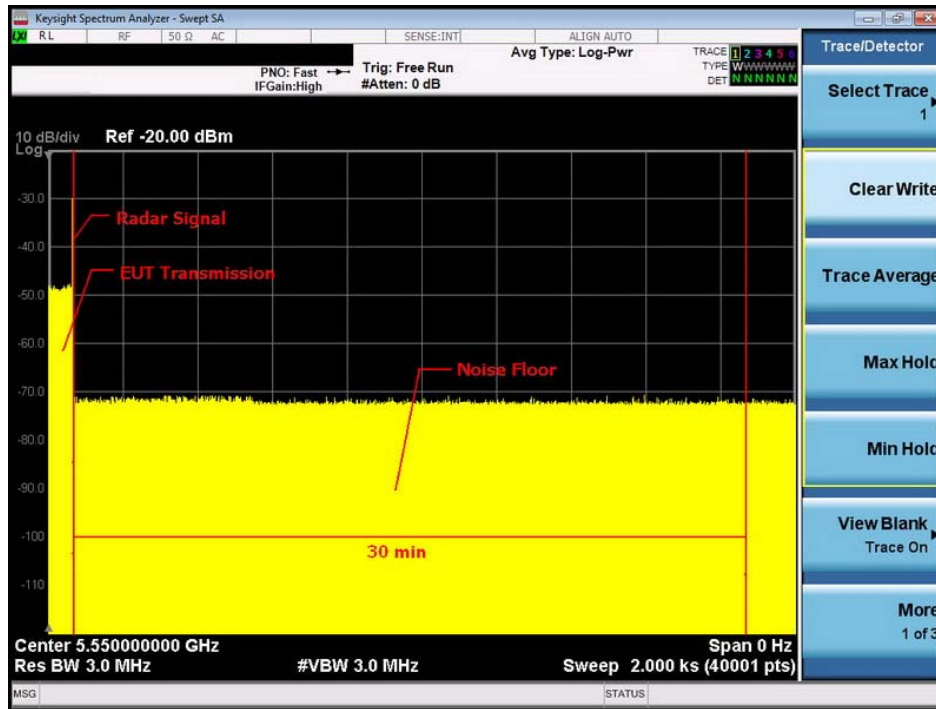 Keysight Spectrum Analyzer - Swept SA
LXI RL RF 50 Ω AC SENSE:INT ALIGN AUTO
Avg Type: Log-Pwr
TRACE 1 2 3 4 5 6
TYPE W W W W W W
DET N N N N N N
PNO: Fast
IFGain:High
Trig: Free Run
#Atten: 0 dB
10 dB/div Ref -20.00 dBm
Log
-30.0
-40.0
-50.0
-60.0
-70.0
-80.0
-90.0
-100
-110
Radar Signal
EUT Transmission
Noise Floor
30 min
Center 5.550000000 GHz Span 0 Hz
Res BW 3.0 MHz #VBW 3.0 MHz Sweep 2.000 ks (40001 pts)
MSG STATUS
Trace/Detector
Select Trace
1
Clear Write
Trace Average
Max Hold
Min Hold
View Blank
Trace On
More
1 of 3